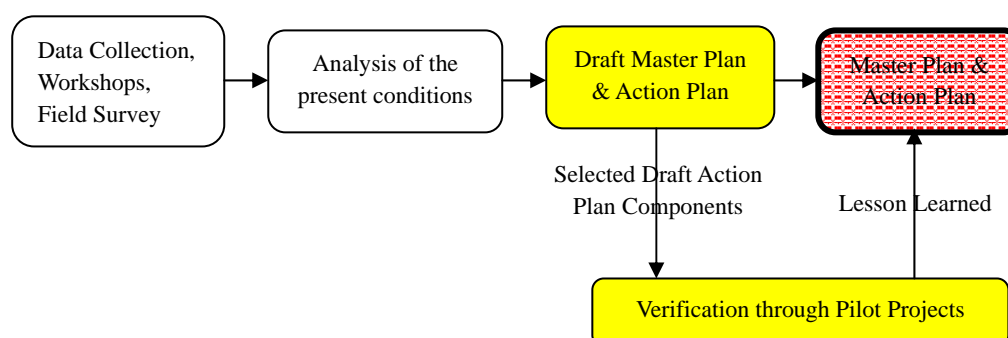 Data Collection,
Workshops,
Field Survey
Analysis of the
present conditions
Draft Master Plan
& Action Plan
Master Plan &
Action Plan
Selected Draft Action
Plan Components
Lesson Learned
Verification through Pilot Projects